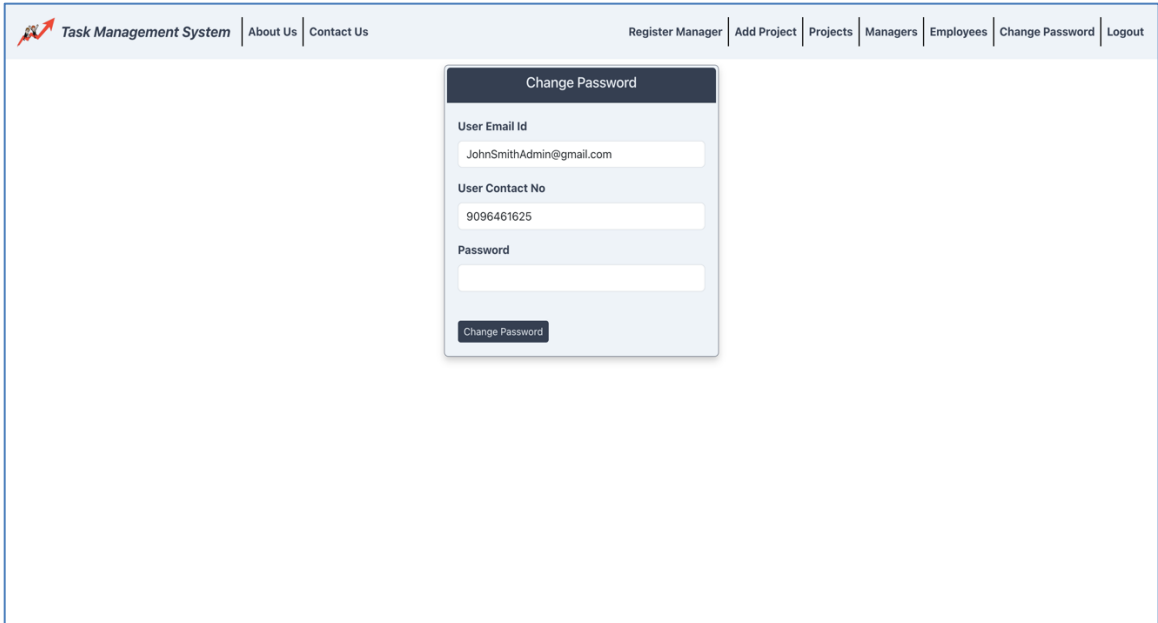 Task Management System About Us Contact Us Register Manager Add Project Projects Managers Employees Change Password Logout
Change Password
User Email Id
JohnSmithAdmin@gmail.com
User Contact No
9096461625
Password
Change Password